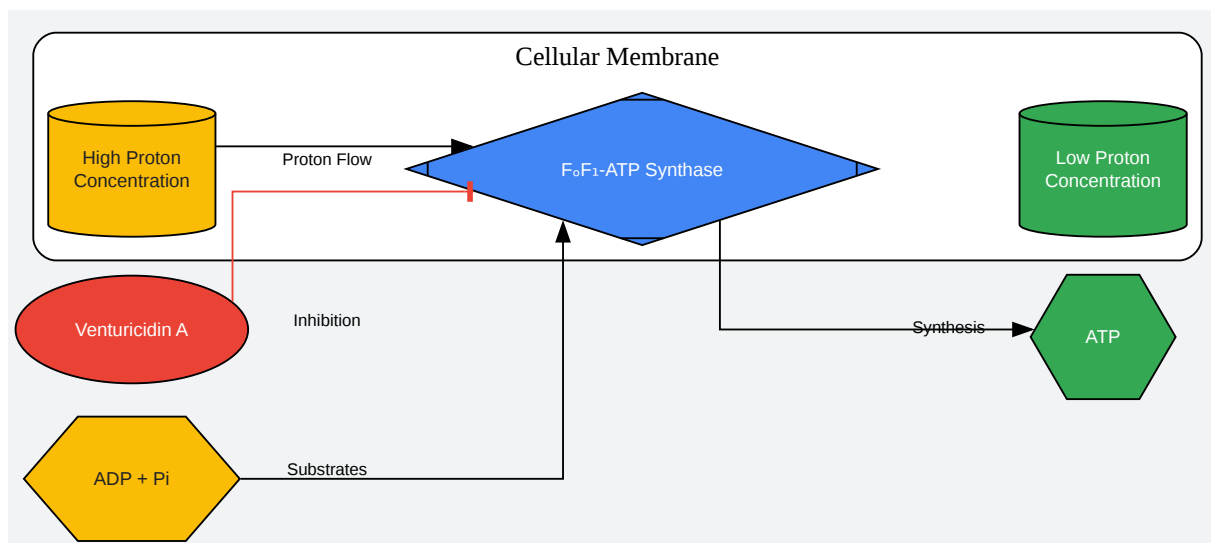 Cellular Membrane
High Proton
Concentration
Proton Flow
FₒF₁-ATP Synthase
Low Proton
Concentration
Venturicidin A
Inhibition
Synthesis
ATP
ADP + Pi
Substrates